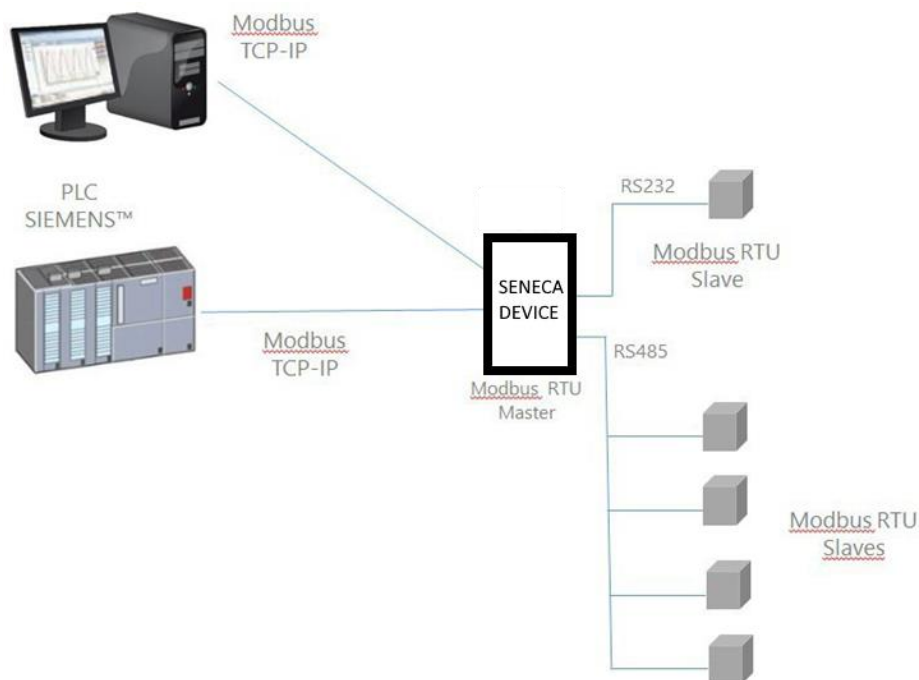 Modbus
TCP-IP
PLC
SIEMENS™
Modbus
TCP-IP
SENECA
DEVICE
Modbus RTU
Master
RS232
Modbus RTU
Slave
RS485
Modbus RTU
Slaves